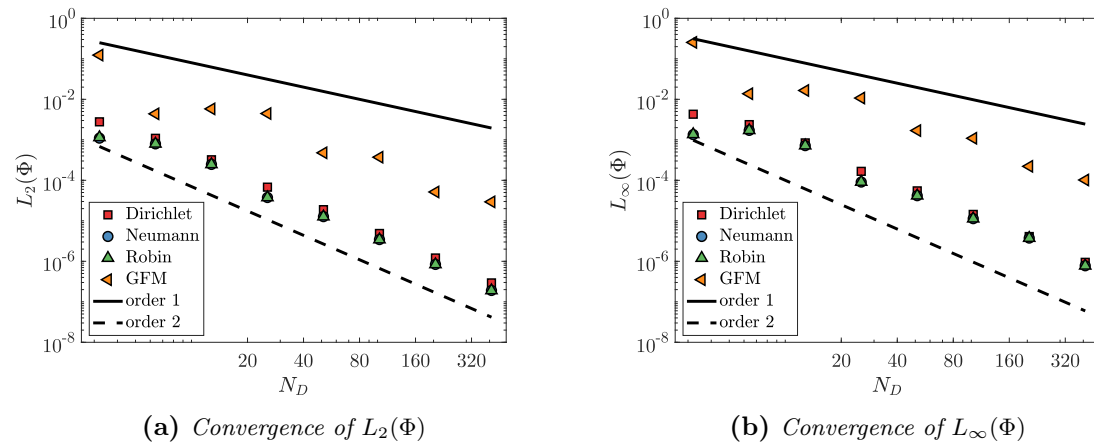 10^0
10^-2
10^-4
10^-6
10^-8
L_2(Φ)
Dirichlet
Neumann
Robin
GFM
order 1
order 2
20 40 80 160 320
N_D
(a) Convergence of L_2(Φ)
10^0
10^-2
10^-4
10^-6
10^-8
L_∞(Φ)
Dirichlet
Neumann
Robin
GFM
order 1
order 2
20 40 80 160 320
N_D
(b) Convergence of L_∞(Φ)